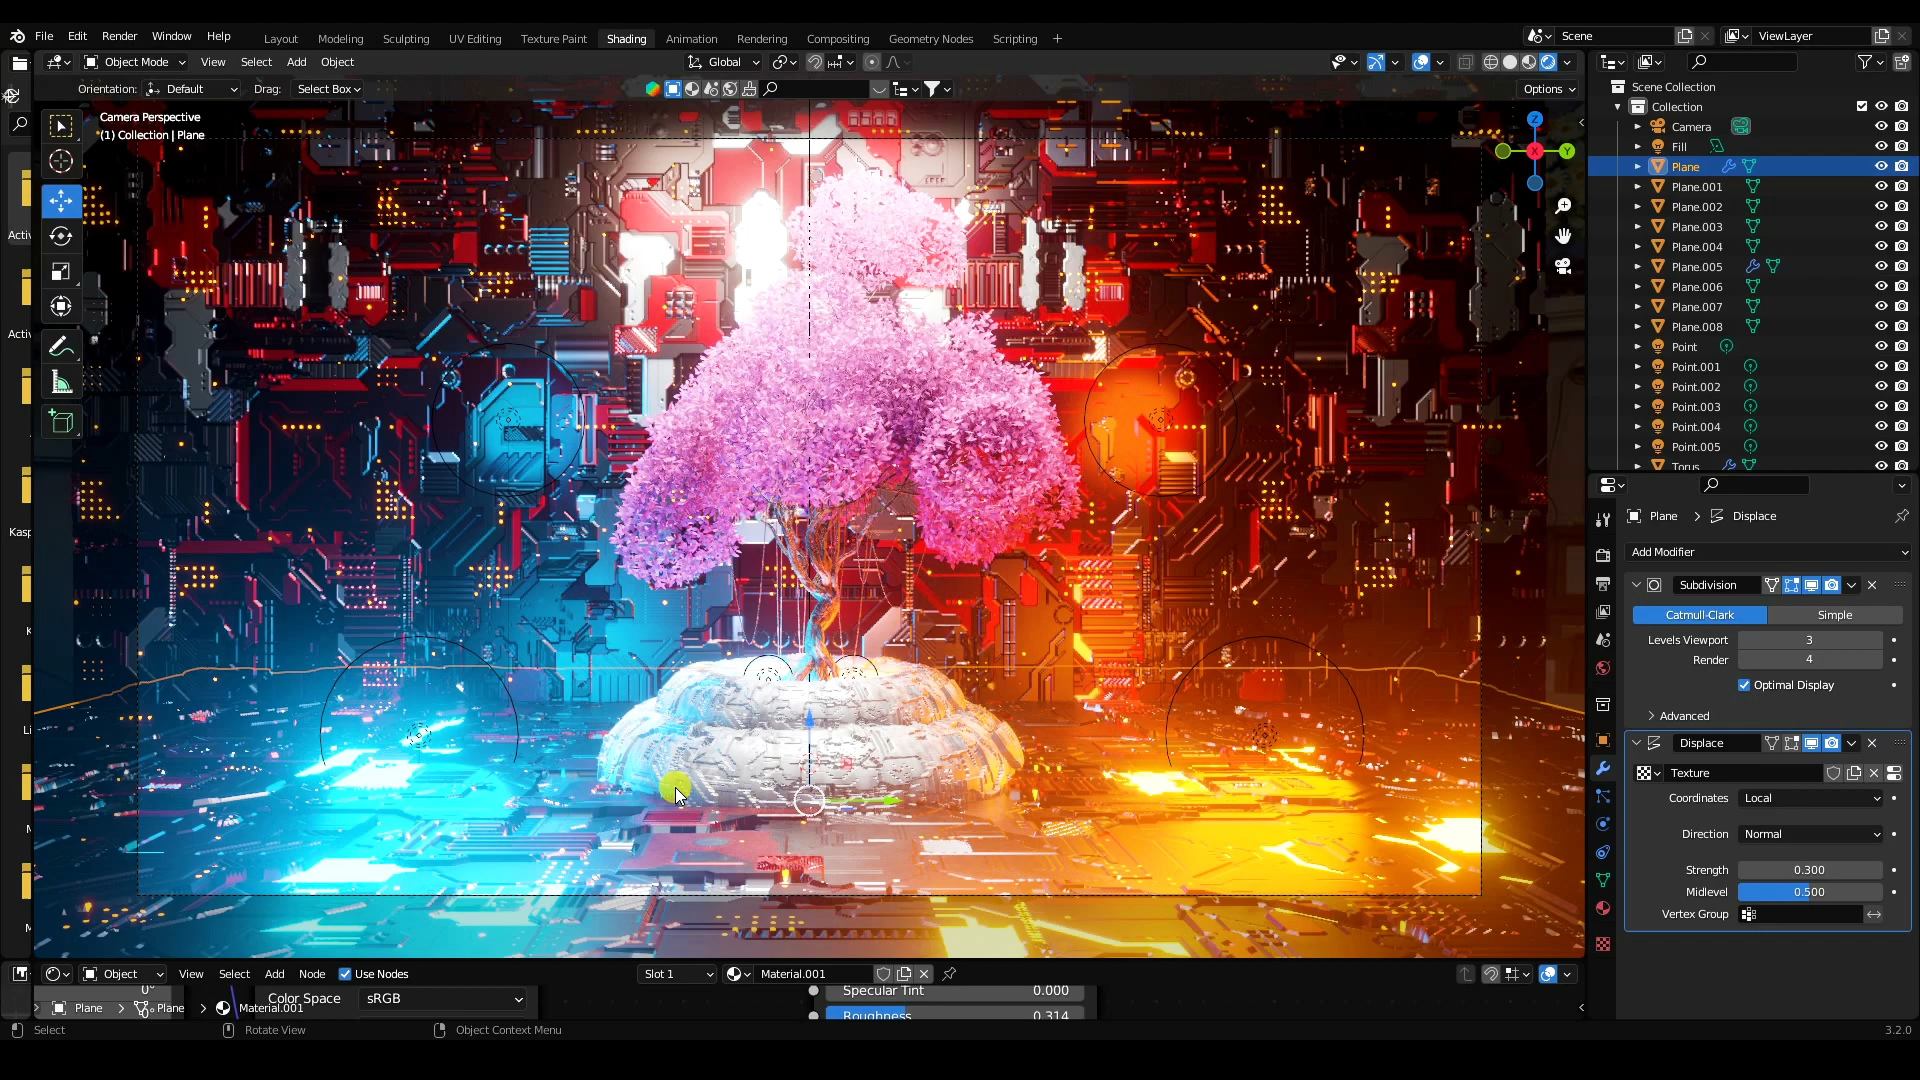 File Edit Render Window Help
Layout Modeling Sculpting UV Editing Texture Paint Shading Animation Rendering Compositing Geometry Nodes Scripting +
Scene
ViewLayer
Object Mode View Select Add Object
Global
Orientation: Default Drag: Select Box
Options
Camera Perspective
(1) Collection | Plane
Z
X
Y
Activ
Activ
Kasp
K
Li
M
M
Scene Collection
Collection
Camera
Fill
Plane
Plane.001
Plane.002
Plane.003
Plane.004
Plane.005
Plane.006
Plane.007
Plane.008
Point
Point.001
Point.002
Point.003
Point.004
Point.005
Torus
Plane > Displace
Add Modifier
Subdivision
Catmull-Clark Simple
Levels Viewport 3
Render 4
Optimal Display
Advanced
Displace
Texture
Coordinates Local
Direction Normal
Strength 0.300
Midlevel 0.500
Vertex Group
Object View Select Add Node Use Nodes
Slot 1
Material.001
Color Space sRGB
Specular Tint 0.000
Plane > Plane > Material.001
Roughness 0.314
Select Rotate View Object Context Menu
3.2.0